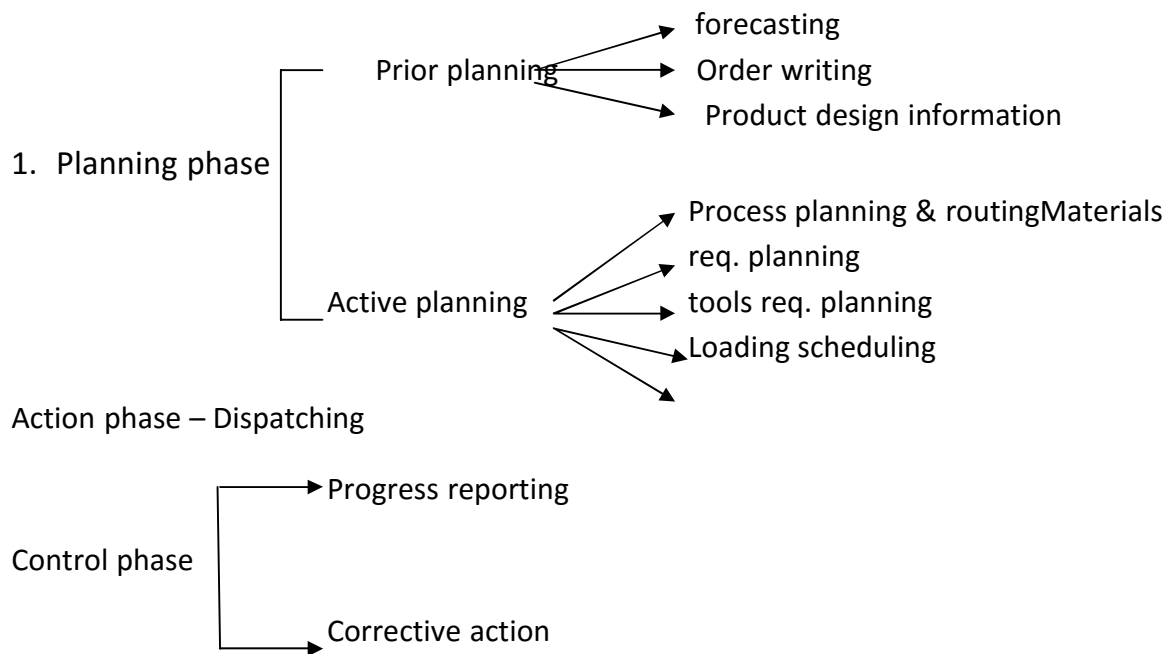 forecasting
Prior planning
Order writing
Product design information
1. Planning phase
Process planning & routingMaterials
req. planning
Active planning
tools req. planning
Loading scheduling
Action phase – Dispatching
Progress reporting
Control phase
Corrective action